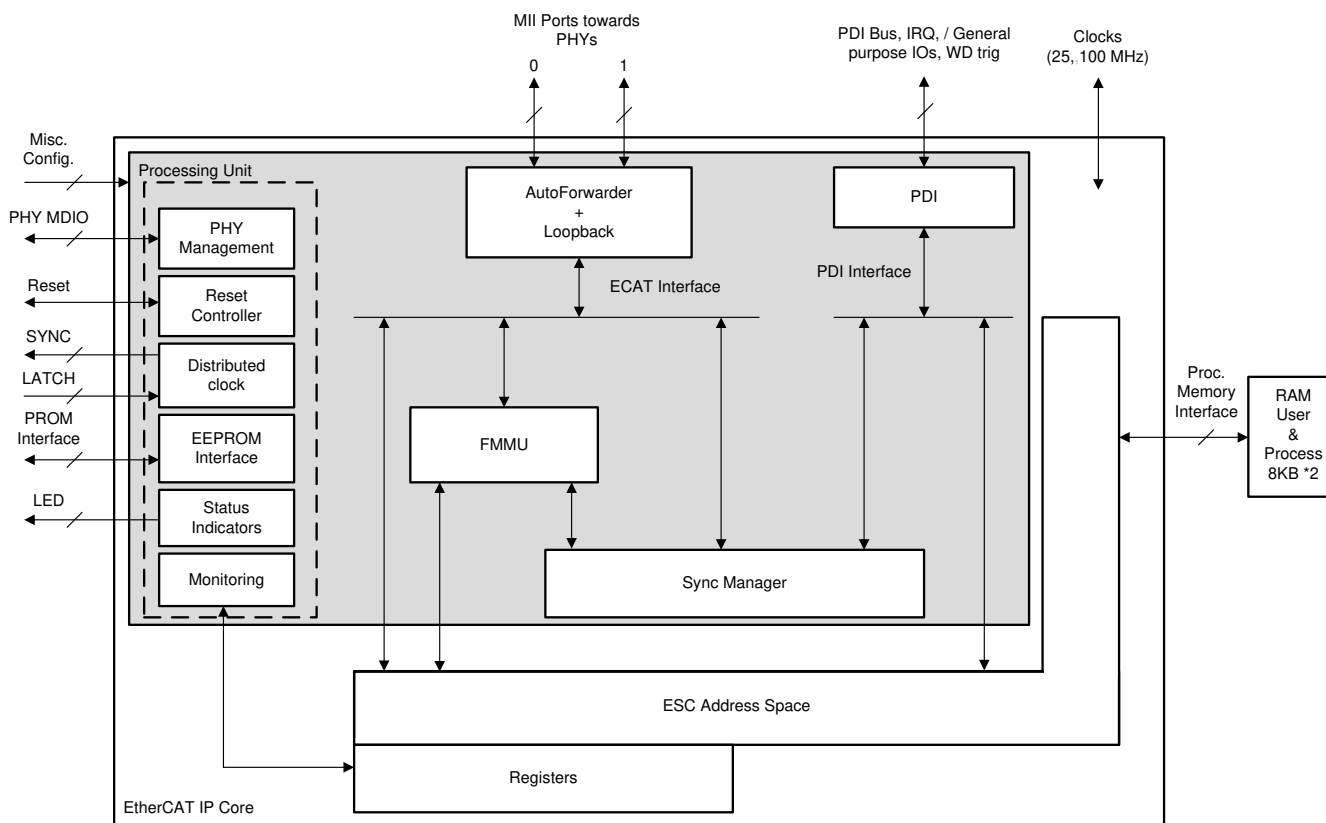 MII Ports towards
PHYs
0
1
PDI Bus, IRQ, / General
purpose IOs, WD trig
Clocks
(25, 100 MHz)
Misc.
Config.
PHY MDIO
Reset
SYNC
LATCH
PROM
Interface
LED
Processing Unit
PHY
Management
Reset
Controller
Distributed
clock
EEPROM
Interface
Status
Indicators
Monitoring
AutoForwarder
+
Loopback
PDI
ECAT Interface
PDI Interface
FMMU
Sync Manager
Proc.
Memory
Interface
RAM
User
&
Process
8KB *2
ESC Address Space
Registers
EtherCAT IP Core